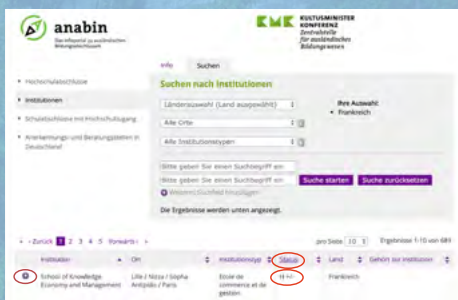 anabin
Das Infoportal zu ausländischen
Bildungsabschlüssen
KMK
KULTUSMINISTER
KONFERENZ
Zentralstelle
für ausländisches
Bildungswesen
Info
Suchen
Hochschulabschlüsse
Institutionen
Schulabschlüsse mit Hochschulzugang
Anerkennungs- und Beratungsstellen in
Deutschland
Suchen nach Institutionen
Länderauswahl (Land ausgewählt)
Alle Orte
Alle Institutionstypen
Ihre Auswahl:
Frankreich
Bitte geben Sie einen Suchbegriff ein
Bitte geben Sie einen Suchbegriff ein
Suche starten
Suche zurücksetzen
Weiteres Suchfeld hinzufügen
Die Ergebnisse werden unten angezeigt.
« ‹ Zurück 1 2 3 4 5 Vorwärts › »
pro Seite 10
Ergebnisse 1-10 von 689
Institution
Ort
Institutionstyp
Status
Land
Gehört zur Institution
School of Knowledge
Economy and Management
Lille / Nizza / Sopha
Antipolis / Paris
Ecole de
commerce et de
gestion
H +/-
Frankreich